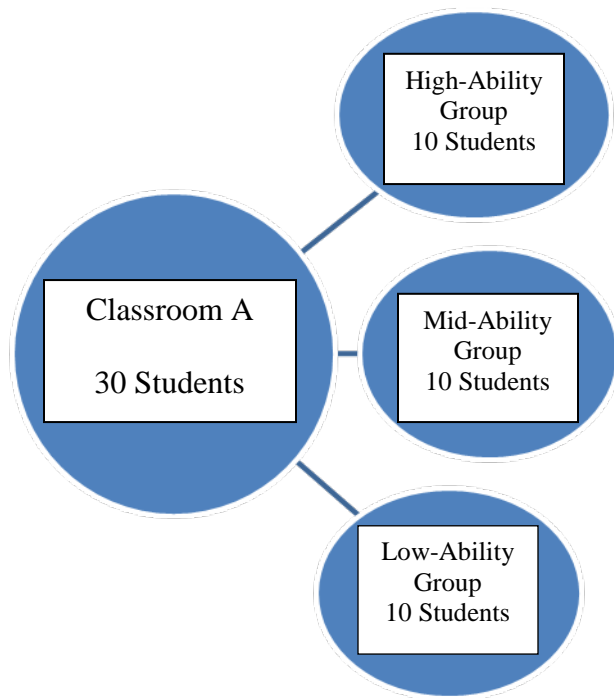 High-Ability
Group
10 Students
Classroom A
30 Students
Mid-Ability
Group
10 Students
Low-Ability
Group
10 Students